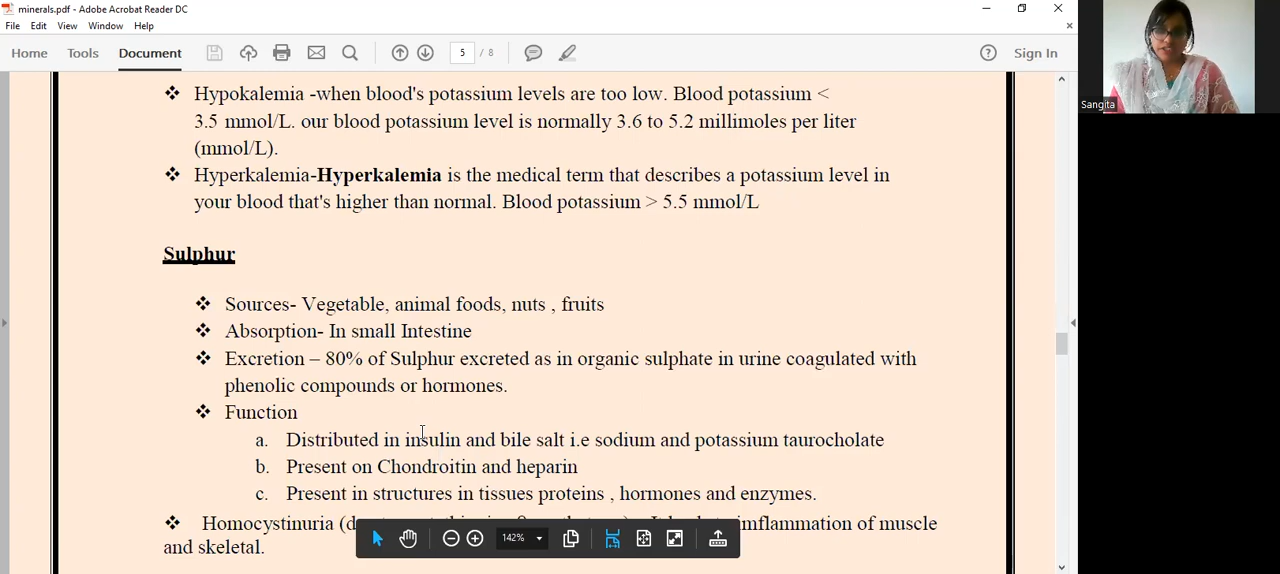 minerals.pdf - Adobe Acrobat Reader DC
File Edit View Window Help
Home Tools Document 5 / 8 Sign In
Sangita
❖ Hypokalemia -when blood's potassium levels are too low. Blood potassium <
3.5 mmol/L. our blood potassium level is normally 3.6 to 5.2 millimoles per liter
(mmol/L).
❖ Hyperkalemia-Hyperkalemia is the medical term that describes a potassium level in
your blood that's higher than normal. Blood potassium > 5.5 mmol/L
Sulphur
❖ Sources- Vegetable, animal foods, nuts , fruits
❖ Absorption- In small Intestine
❖ Excretion – 80% of Sulphur excreted as in organic sulphate in urine coagulated with
phenolic compounds or hormones.
❖ Function
a. Distributed in insulin and bile salt i.e sodium and potassium taurocholate
b. Present on Chondroitin and heparin
c. Present in structures in tissues proteins , hormones and enzymes.
❖ Homocystinuria inflammation of muscle
and skeletal.
142%